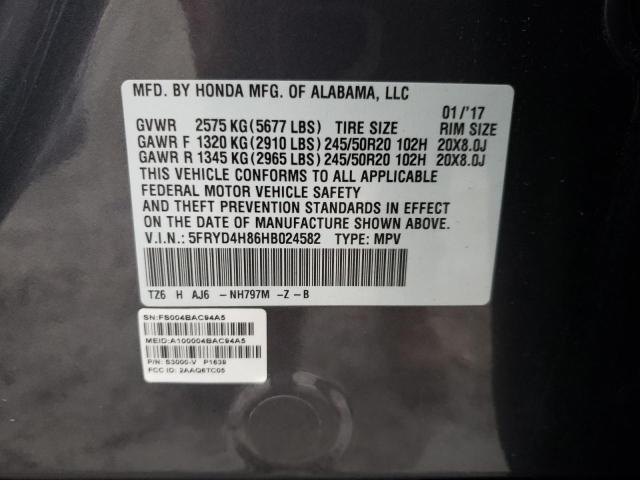 MFD. BY HONDA MFG. OF ALABAMA, LLC
01/'17
GVWR 2575 KG(5677 LBS) TIRE SIZE RIM SIZE
GAWR F 1320 KG(2910 LBS) 245/50R20 102H 20X8.0J
GAWR R 1345 KG(2965 LBS) 245/50R20 102H 20X8.0J
THIS VEHICLE CONFORMS TO ALL APPLICABLE
FEDERAL MOTOR VEHICLE SAFETY
AND THEFT PREVENTION STANDARDS IN EFFECT
ON THE DATE OF MANUFACTURE SHOWN ABOVE.
V.I.N.: 5FRYD4H86HB024582 TYPE: MPV
TZ6 H AJ6 -NH797M -Z-B
SN:FS004BAC94A5
MEID:A100004BAC94A5
P/N: S3000-V P1639
FCC ID: 2AAQ6TC05